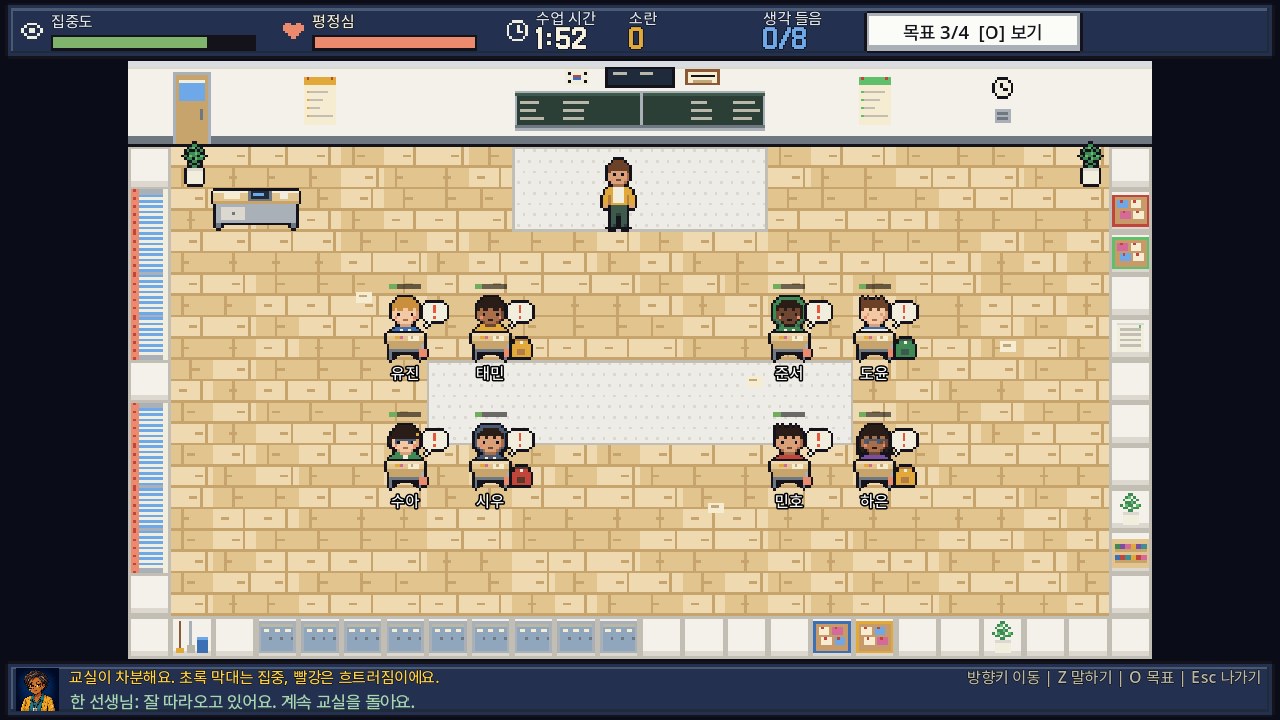 집중도
평정심
수업 시간
1:52
소란
0
생각 들음
0/8
목표 3/4 [O] 보기
유진
태민
준서
도윤
수아
시우
민호
하은
교실이 차분해요. 초록 막대는 집중, 빨강은 흐트러짐이에요.
한 선생님: 잘 따라오고 있어요. 계속 교실을 돌아요.
방향키 이동 | Z 말하기 | O 목표 | Esc 나가기